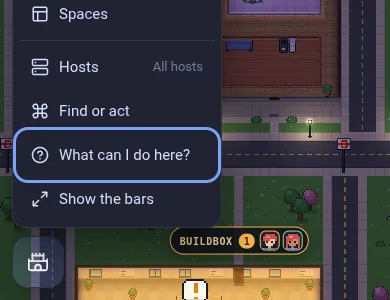 Spaces
Hosts All hosts
Find or act
What can I do here?
Show the bars
BUILDBOX 1
!